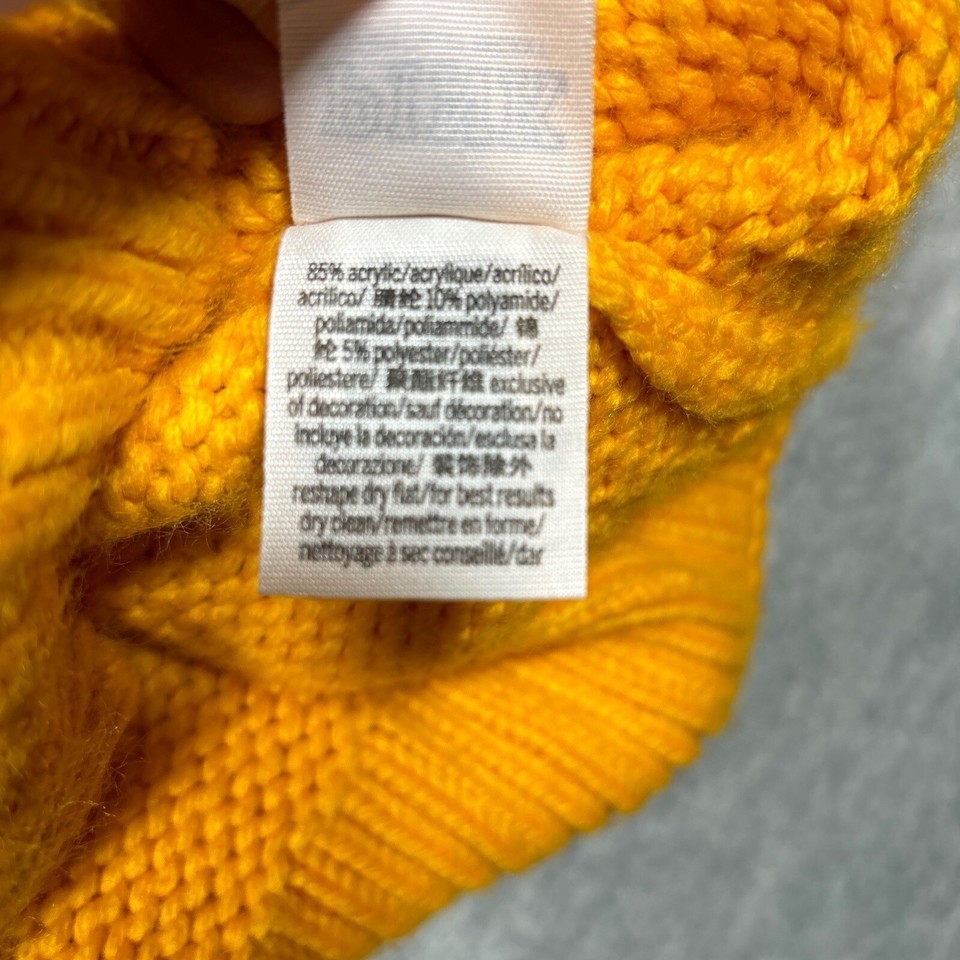 85% acrylic/acrylique/acrílico/
acrilico/ 腈纶 10% polyamide/
poliamida/poliammide/ 锦
纶 5% polyester/poliéster/
poliestere/ 聚酯纤维 exclusive
of decoration/sauf décoration/no
incluye la decoración/esclusa la
decorazione/ 装饰除外
reshape dry flat/for best results
dry clean/remettre en forme/
nettoyage à sec conseillé/dar